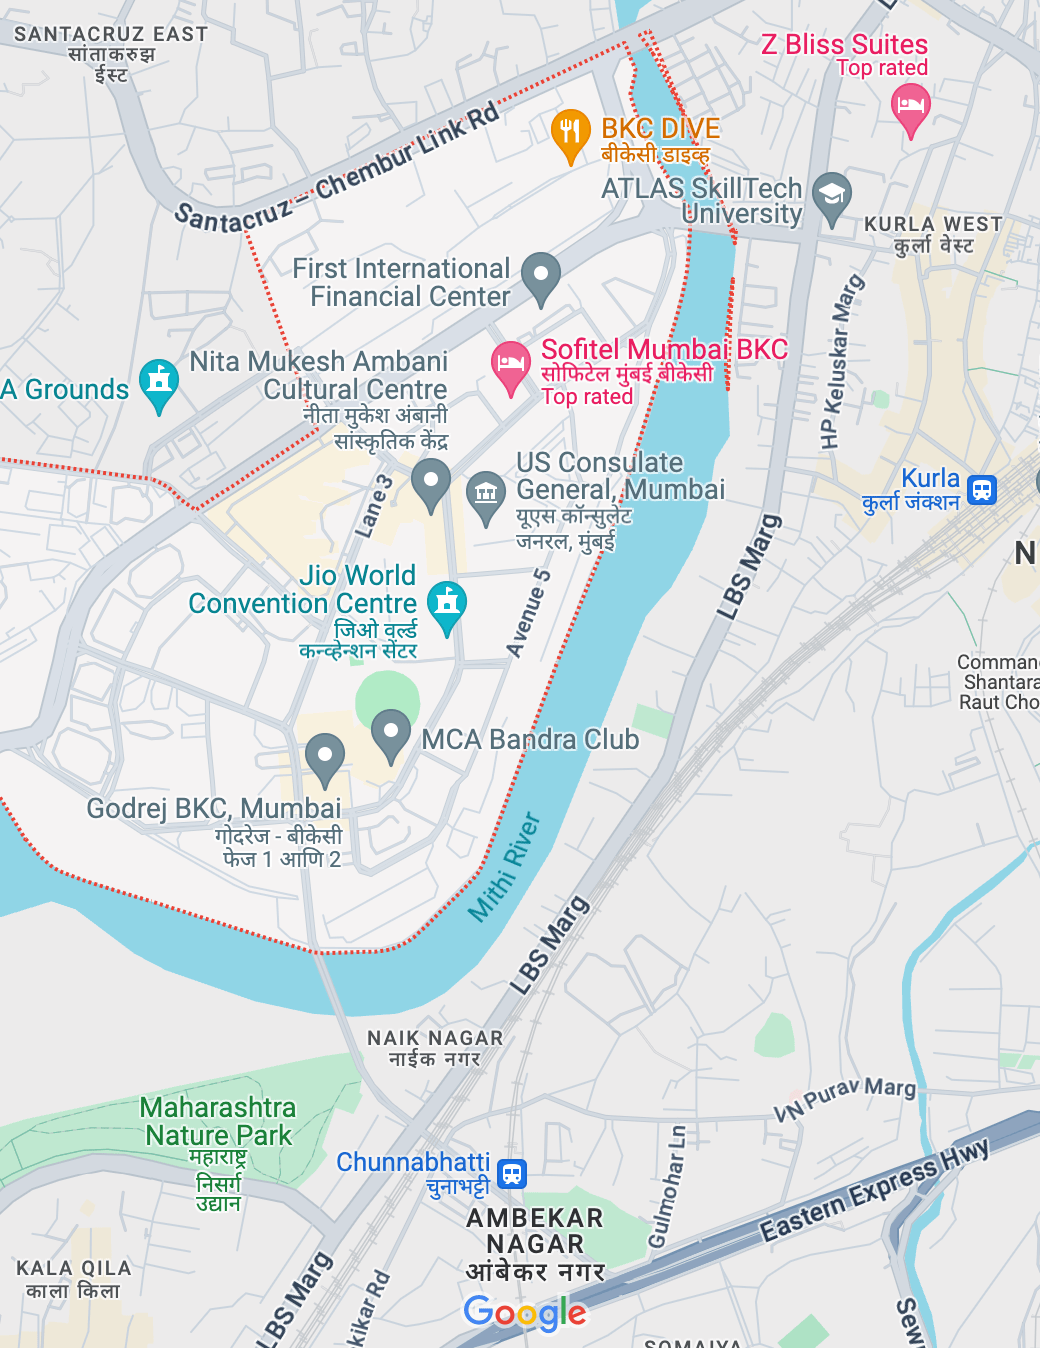 SANTACRUZ EAST
सांताकरुझ
ईस्ट
Z Bliss Suites
Top rated
Santacruz - Chembur Link Rd
BKC DIVE
बीकेसी डाइव्ह
ATLAS SkillTech
University
KURLA WEST
कुर्ला वेस्ट
First International
Financial Center
HP Keluskar Marg
Sofitel Mumbai BKC
सोफिटेल मुंबई बीकेसी
Top rated
Nita Mukesh Ambani
Cultural Centre
नीता मुकेश अंबानी
सांस्कृतिक केंद्र
A Grounds
US Consulate
General, Mumbai
यूएस कॉन्सुलेट
जनरल, मुंबई
Kurla
कुर्ला जंक्शन
Lane 3
LBS Marg
N
Jio World
Convention Centre
जिओ वर्ल्ड
कन्व्हेन्शन सेंटर
Avenue 5
Comman
Shantara
Raut Cho
MCA Bandra Club
Godrej BKC, Mumbai
गोदरेज - बीकेसी
फेज 1 आणि 2
Mithi River
LBS Marg
NAIK NAGAR
नाईक नगर
VN Purav Marg
Maharashtra
Nature Park
महाराष्ट्र
निसर्ग
उद्यान
Chunnabhatti
चुनाभट्टी
Gulmohar Ln
Eastern Express Hwy
AMBEKAR
NAGAR
आंबेकर नगर
KALA QILA
काला किला
LBS Marg
kikar Rd
Google
Sewr
SOMAIYA